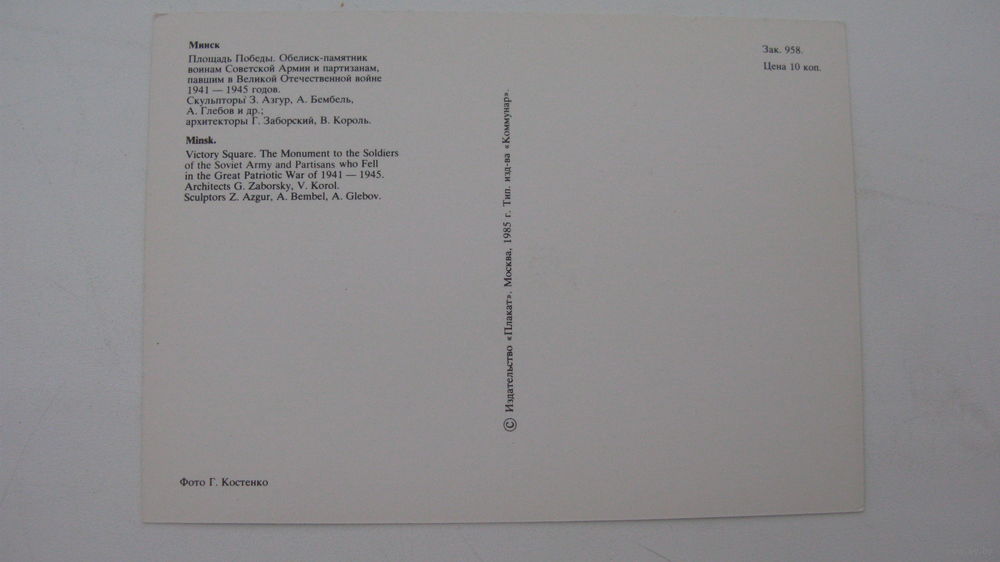 Минск
Площадь Победы. Обелиск-памятник
воинам Советской Армии и партизанам,
павшим в Великой Отечественной войне
1941 — 1945 годов.
Скульпторы З. Азгур, А. Бембель,
А. Глебов и др.;
архитекторы Г. Заборский, В. Король.
Minsk.
Victory Square. The Monument to the Soldiers
of the Soviet Army and Partisans who Fell
in the Great Patriotic War of 1941 — 1945.
Architects G. Zaborsky, V. Korol.
Sculptors Z. Azgur, A. Bembel, A. Glebov.
Фото Г. Костенко
© Издательство «Плакат». Москва, 1985 г. Тип. изд-ва «Коммунар».
Зак. 958.
Цена 10 коп.